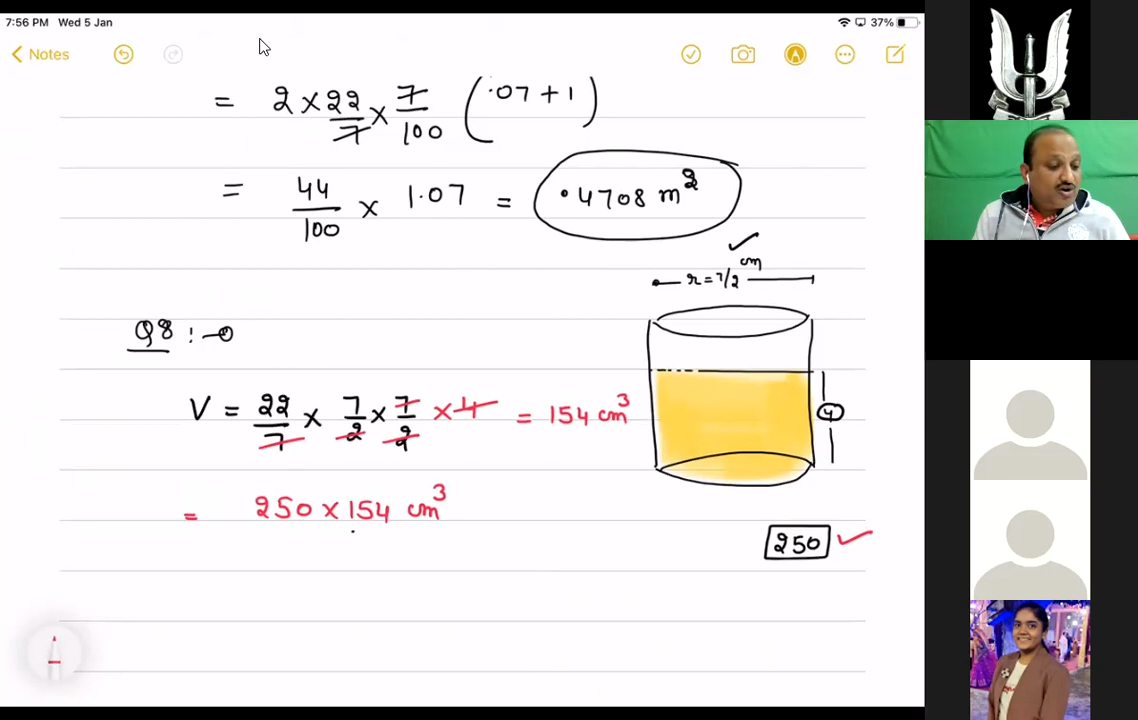 7:56 PM Wed 5 Jan
37%
Notes
= 2 × 22/7 × 7/100 (.07 + 1)
= 44/100 × 1.07 = .4708 m²
r = 7/2 cm
Q8 :-
V = 22/7 × 7/2 × 7/2 × 4 = 154 cm³
4
= 250 × 154 cm³
250